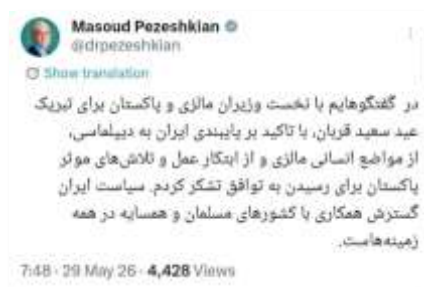 Masoud Pezeshkian
@drpezeshkian
Show translation
در گفتگوهایم با نخست وزیران مالزی و پاکستان برای تبریک
عید سعید قربان، با تاکید بر پایبندی ایران به دیپلماسی،
از مواضع انسانی مالزی و از ابتکار عمل و تلاش‌های موثر
پاکستان برای رسیدن به توافق تشکر کردم. سیاست ایران
گسترش همکاری با کشورهای مسلمان و همسایه در همه
زمینه‌هاست.
7:48 · 29 May 26 · 4,428 Views